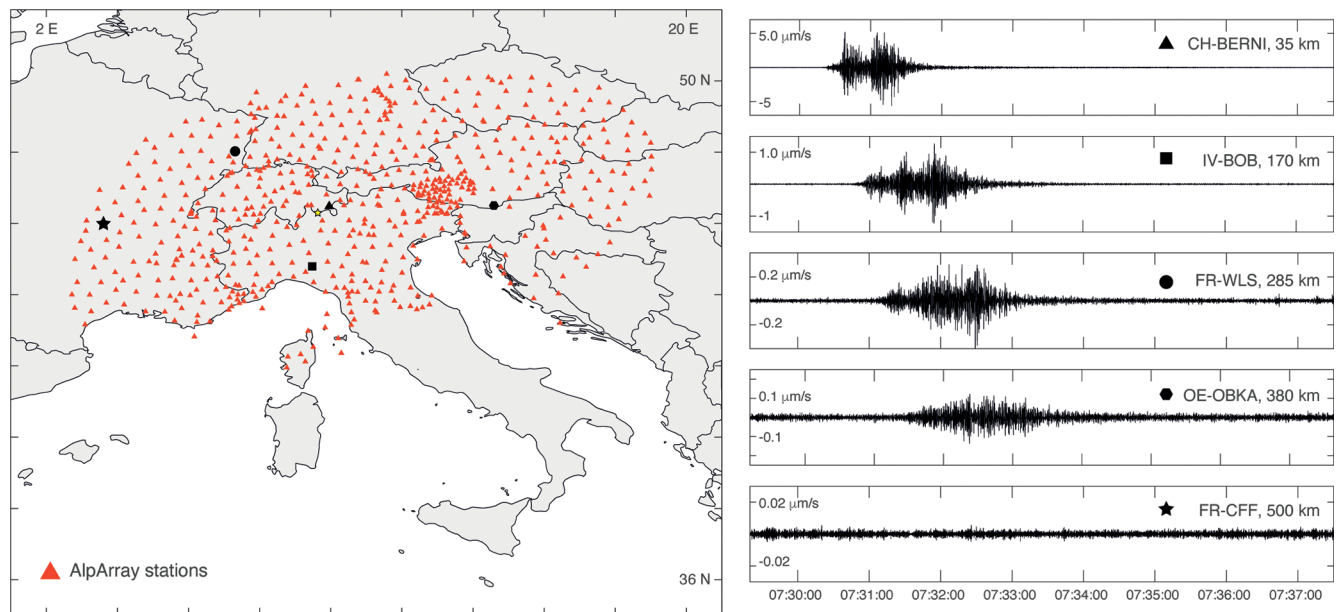 2 E
20 E
50 N
36 N
AlpArray stations
5.0 μm/s
CH-BERNI, 35 km
-5
1.0 μm/s
IV-BOB, 170 km
-1
0.2 μm/s
FR-WLS, 285 km
-0.2
0.1 μm/s
OE-OBKA, 380 km
-0.1
0.02 μm/s
FR-CFF, 500 km
-0.02
07:30:00 07:31:00 07:32:00 07:33:00 07:34:00 07:35:00 07:36:00 07:37:00